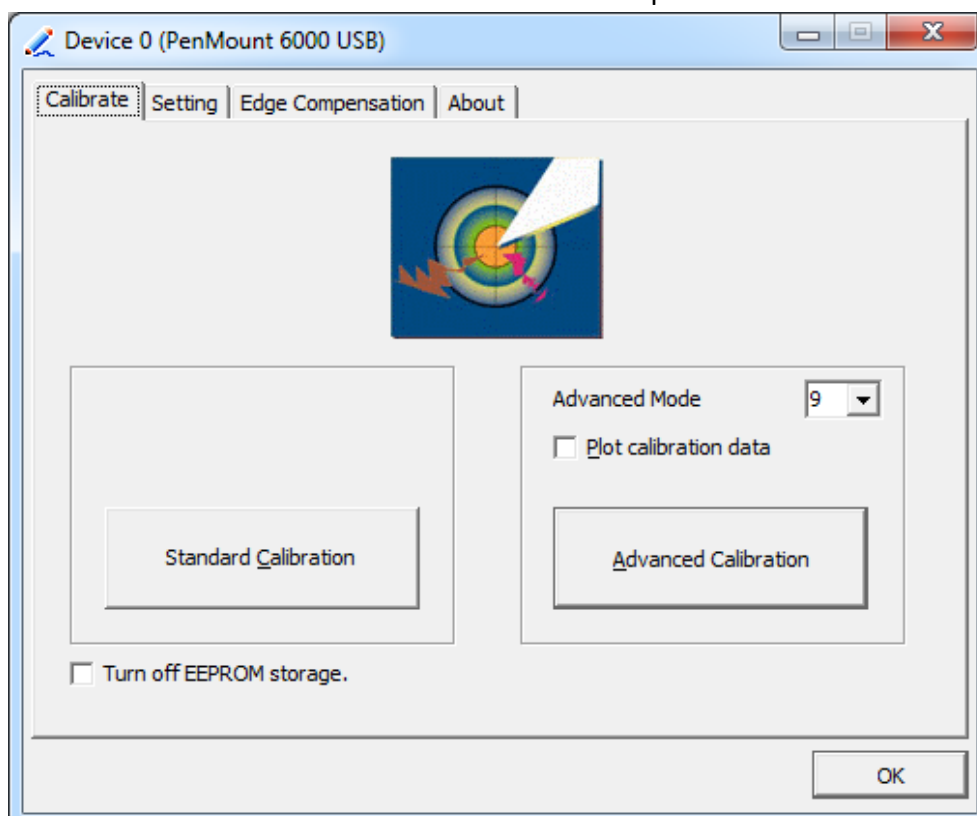 Device 0 (PenMount 6000 USB)
Calibrate Setting Edge Compensation About
Advanced Mode 9
Plot calibration data
Standard Calibration
Advanced Calibration
Turn off EEPROM storage.
OK